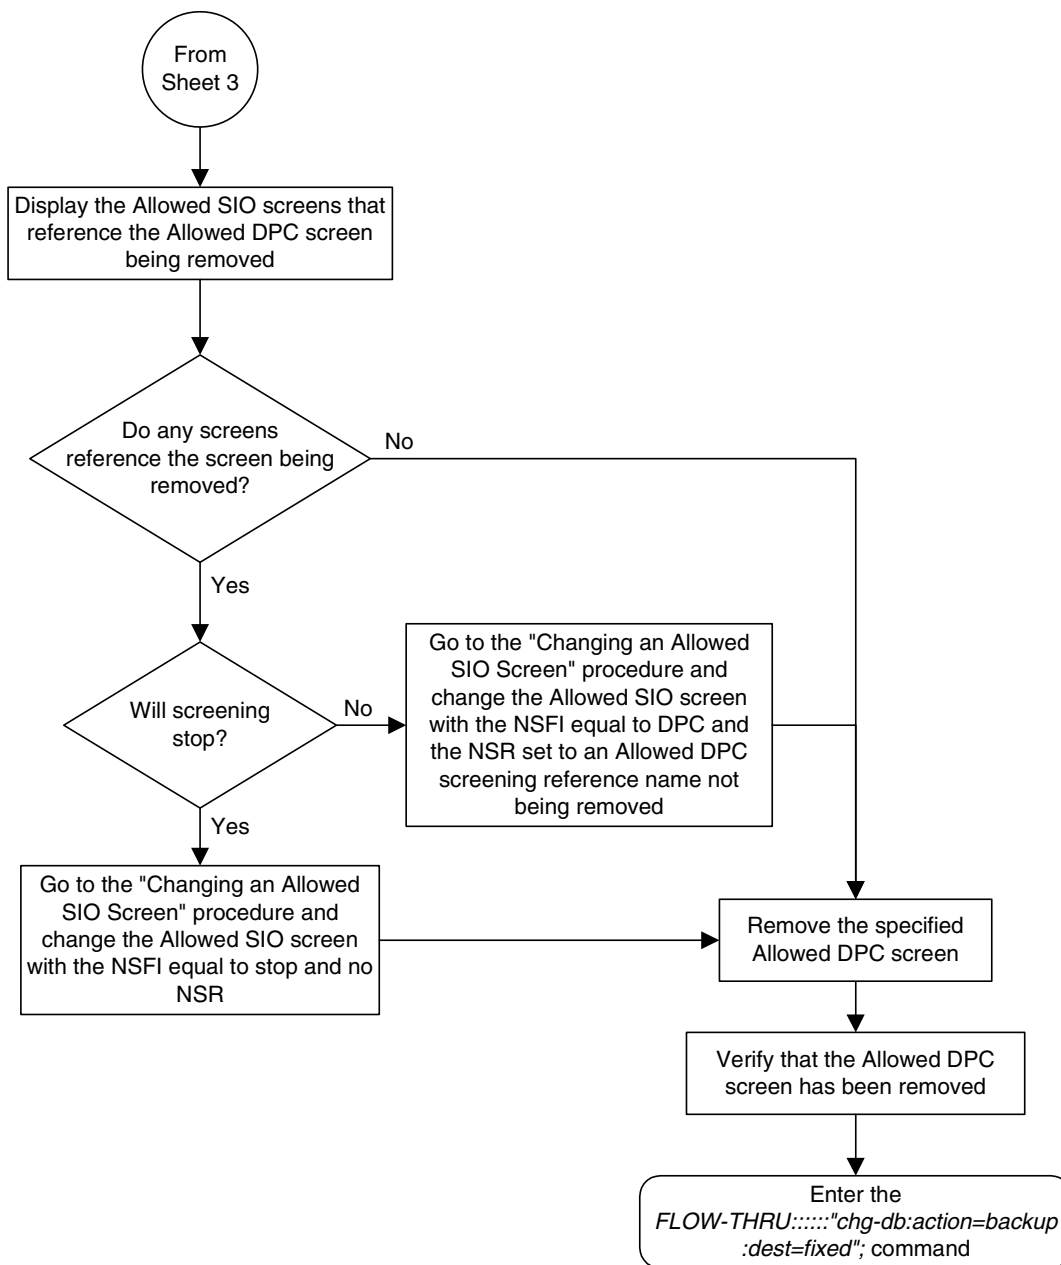 From
Sheet 3
Display the Allowed SIO screens that
reference the Allowed DPC screen
being removed
Do any screens
reference the screen being
removed?
No
Yes
Will screening
stop?
No
Go to the "Changing an Allowed
SIO Screen" procedure and
change the Allowed SIO screen
with the NSFI equal to DPC and
the NSR set to an Allowed DPC
screening reference name not
being removed
Yes
Go to the "Changing an Allowed
SIO Screen" procedure and
change the Allowed SIO screen
with the NSFI equal to stop and no
NSR
Remove the specified
Allowed DPC screen
Verify that the Allowed DPC
screen has been removed
Enter the
FLOW-THRU::::::"chg-db:action=backup
:dest=fixed"; command